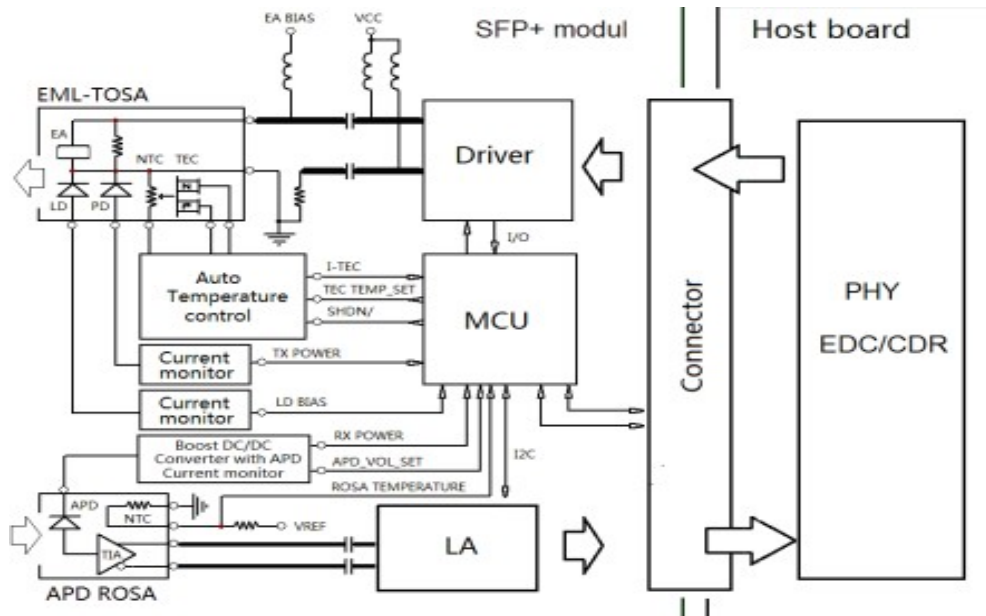 EA BIAS
VCC
SFP+ modul
Host board
EML-TOSA
EA
NTC TEC
LD
PD
Driver
I/O
Auto
Temperature
control
I-TEC
TEC TEMP_SET
SHDN/
MCU
Connector
PHY
EDC/CDR
Current
monitor
TX POWER
Current
monitor
LD BIAS
Boost DC/DC
Converter with APD
Current monitor
RX POWER
APD_VOL_SET
ROSA TEMPERATURE
I2C
APD
NTC
VREF
TIA
LA
APD ROSA